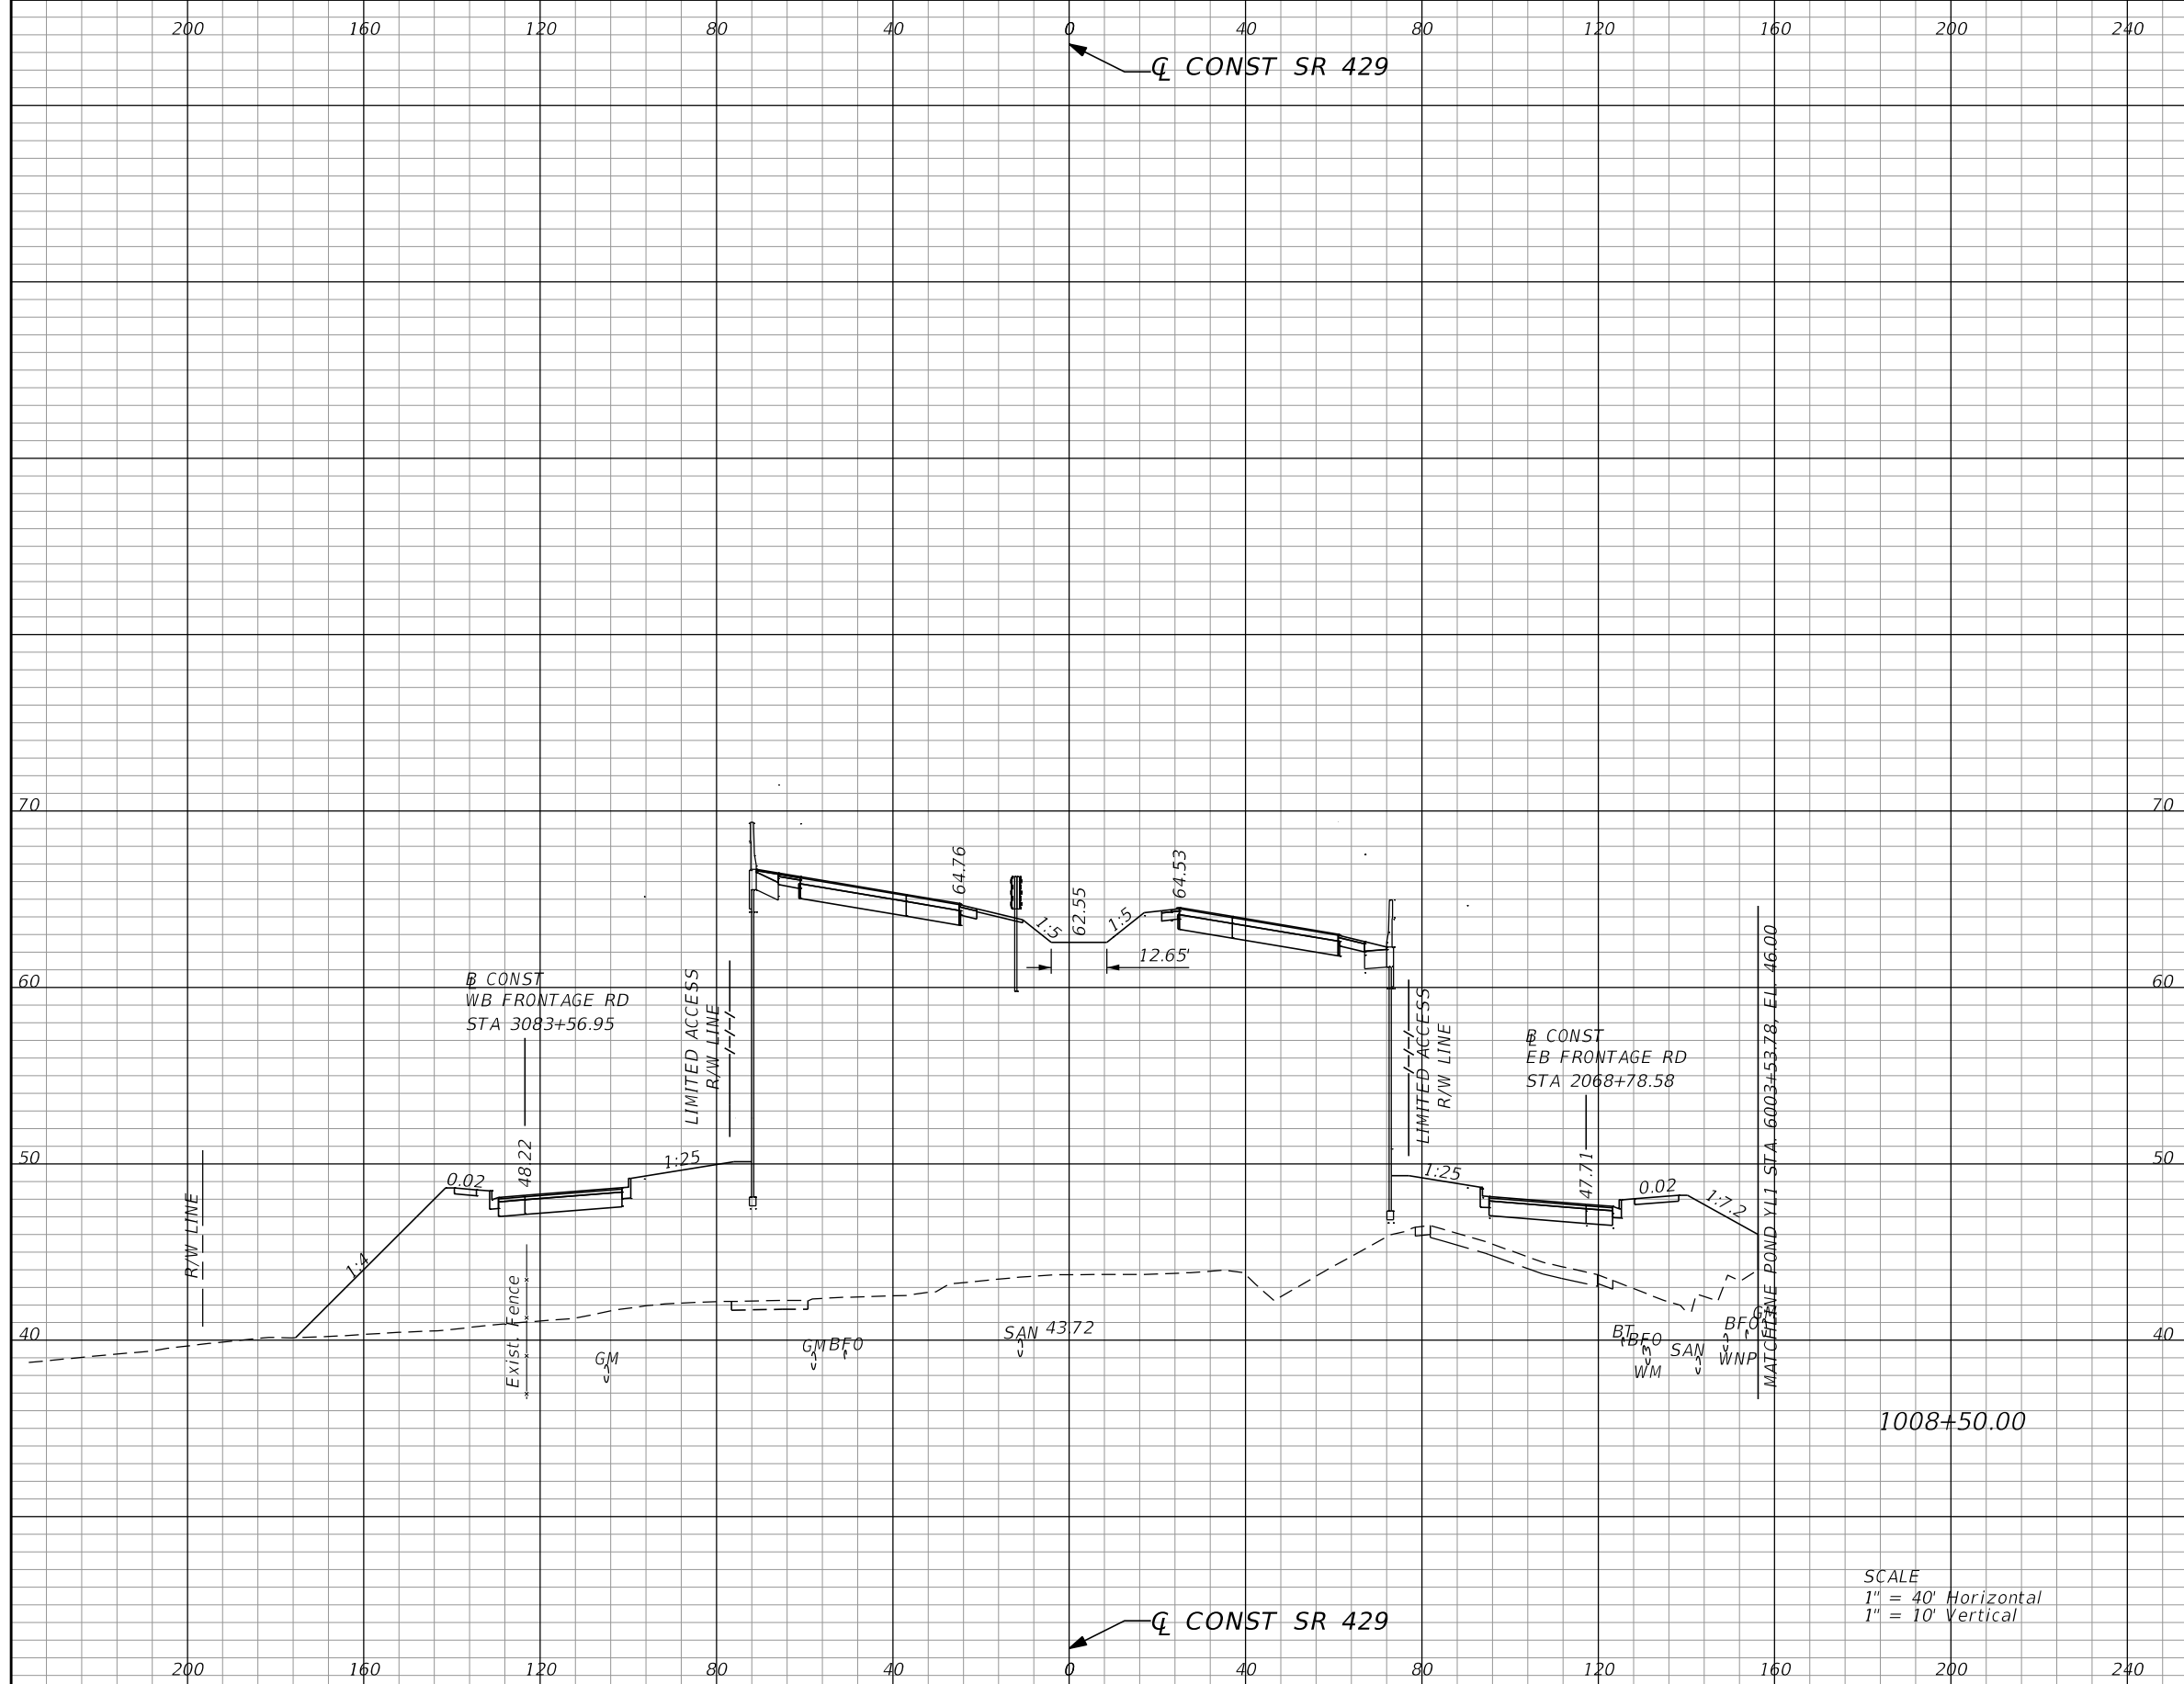 200 160 120 80 40 0 40 80 120 160 200 240
℄ CONST SR 429
70 70
64.76
64.53
62.55
1:5
1:5
12.65'
60 60
B CONST
WB FRONTAGE RD
STA 3083+56.95
LIMITED ACCESS
R/W LINE
LIMITED ACCESS
R/W LINE
B CONST
EB FRONTAGE RD
STA 2068+78.58
MATCHLINE POND YL1 STA. 6003+53.78, EL. 46.00
50 50
R/W LINE
0.02
48.22
1:25
1:25
47.71
0.02
1:7.2
1:4
Exist. Fence
40 40
GM
GM
BFO
SAN
43.72
BT
BFO
WM
SAN
BFO
WNP
1008+50.00
SCALE
1" = 40' Horizontal
1" = 10' Vertical
℄ CONST SR 429
200 160 120 80 40 0 40 80 120 160 200 240